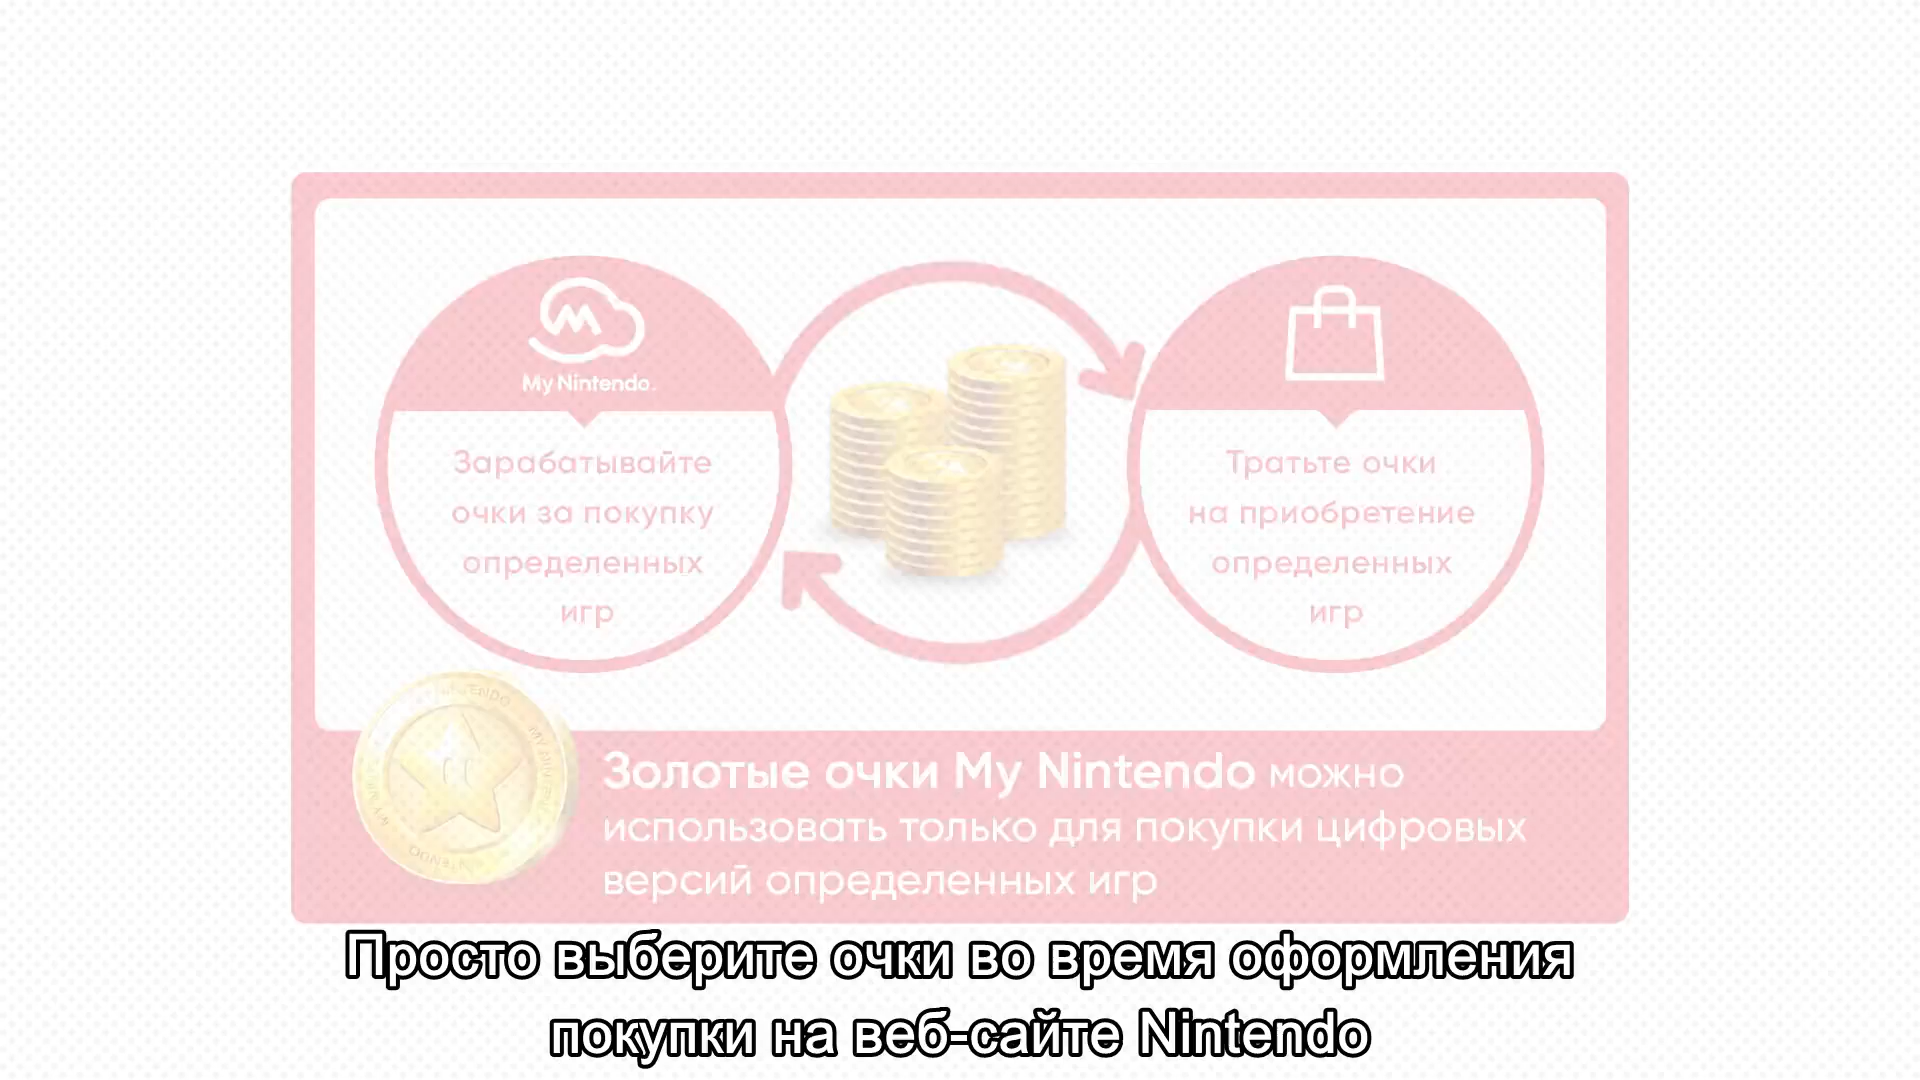 My Nintendo.
Зарабатывайте
очки за покупку
определенных
игр
Тратьте очки
на приобретение
определенных
игр
Золотые очки My Nintendo можно
использовать только для покупки цифровых
версий определенных игр
Просто выберите очки во время оформления
покупки на веб-сайте Nintendo